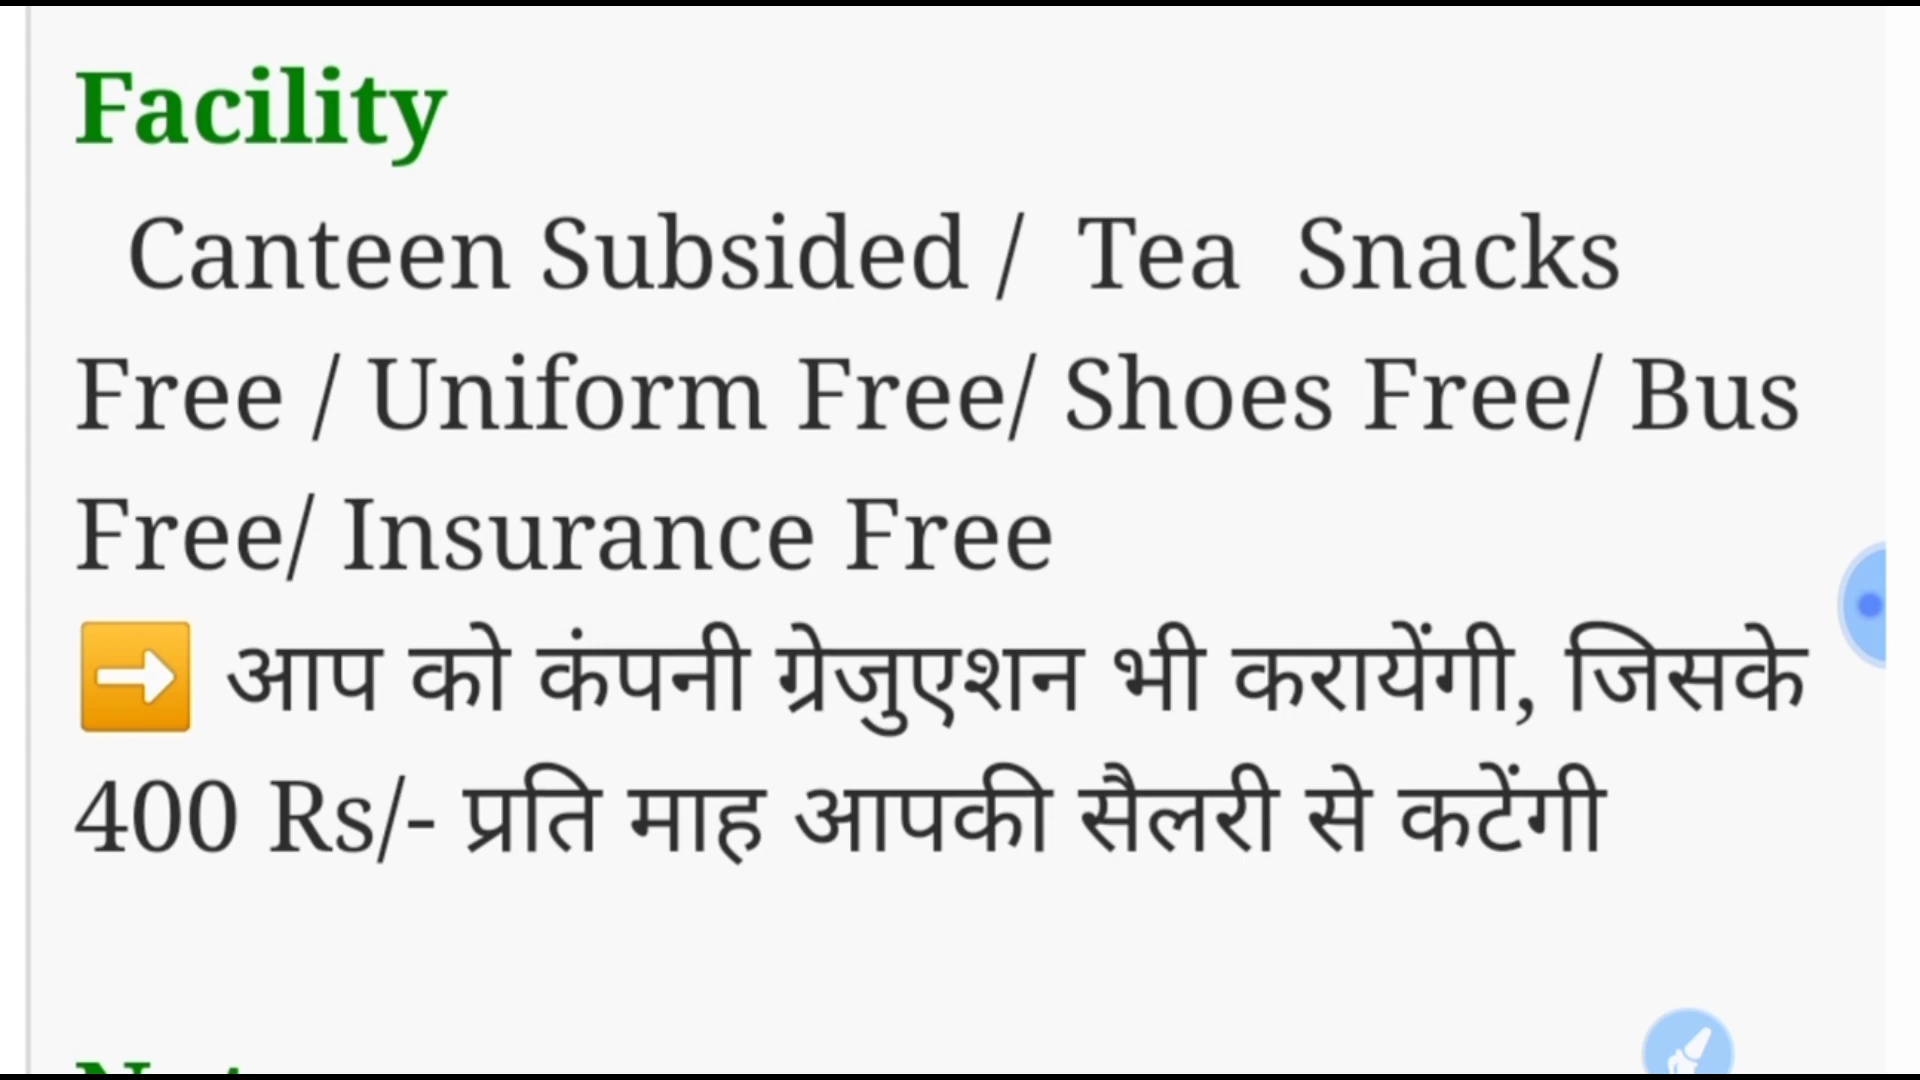 Facility
Canteen Subsided / Tea Snacks
Free / Uniform Free/ Shoes Free/ Bus
Free/ Insurance Free
➡ आप को कंपनी ग्रेजुएशन भी करायेंगी, जिसके
400 Rs/- प्रति माह आपकी सैलरी से कटेंगी